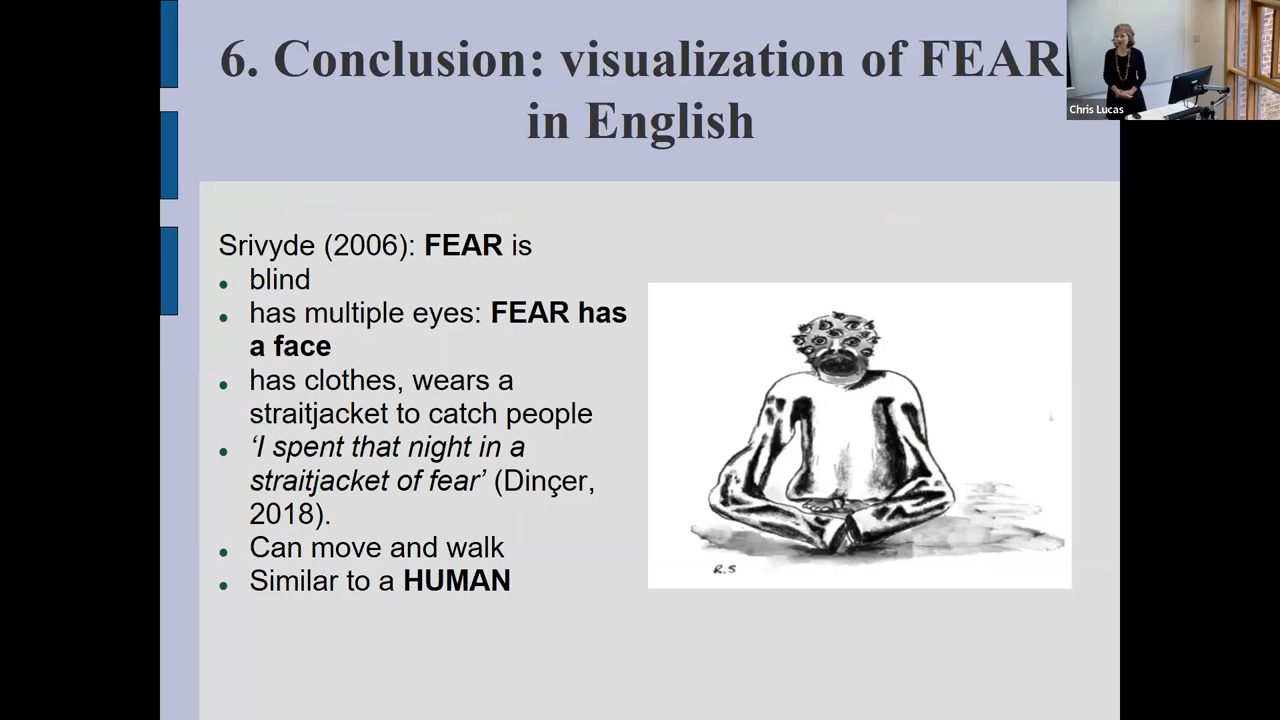 6. Conclusion: visualization of FEAR
in English
Chris Lucas
Srivyde (2006): FEAR is
blind
has multiple eyes: FEAR has
a face
has clothes, wears a
straitjacket to catch people
‘I spent that night in a
straitjacket of fear’ (Dinçer,
2018).
Can move and walk
Similar to a HUMAN
R.S